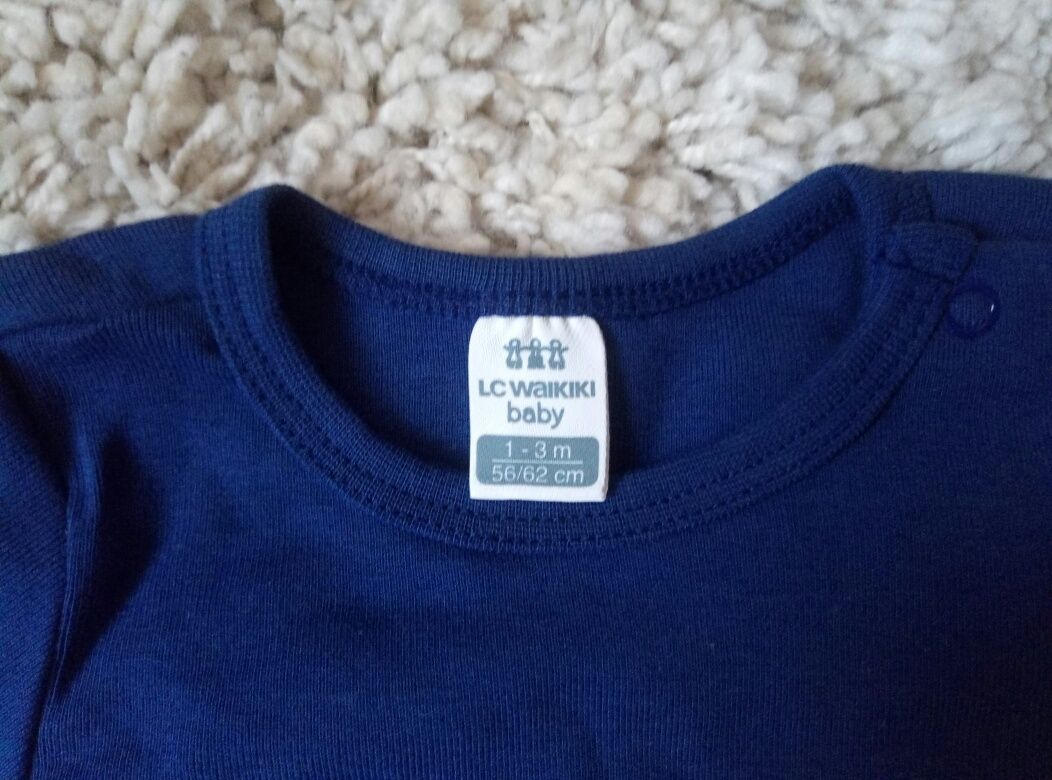 LC WAIKIKI
baby
1 - 3 m
56/62 cm